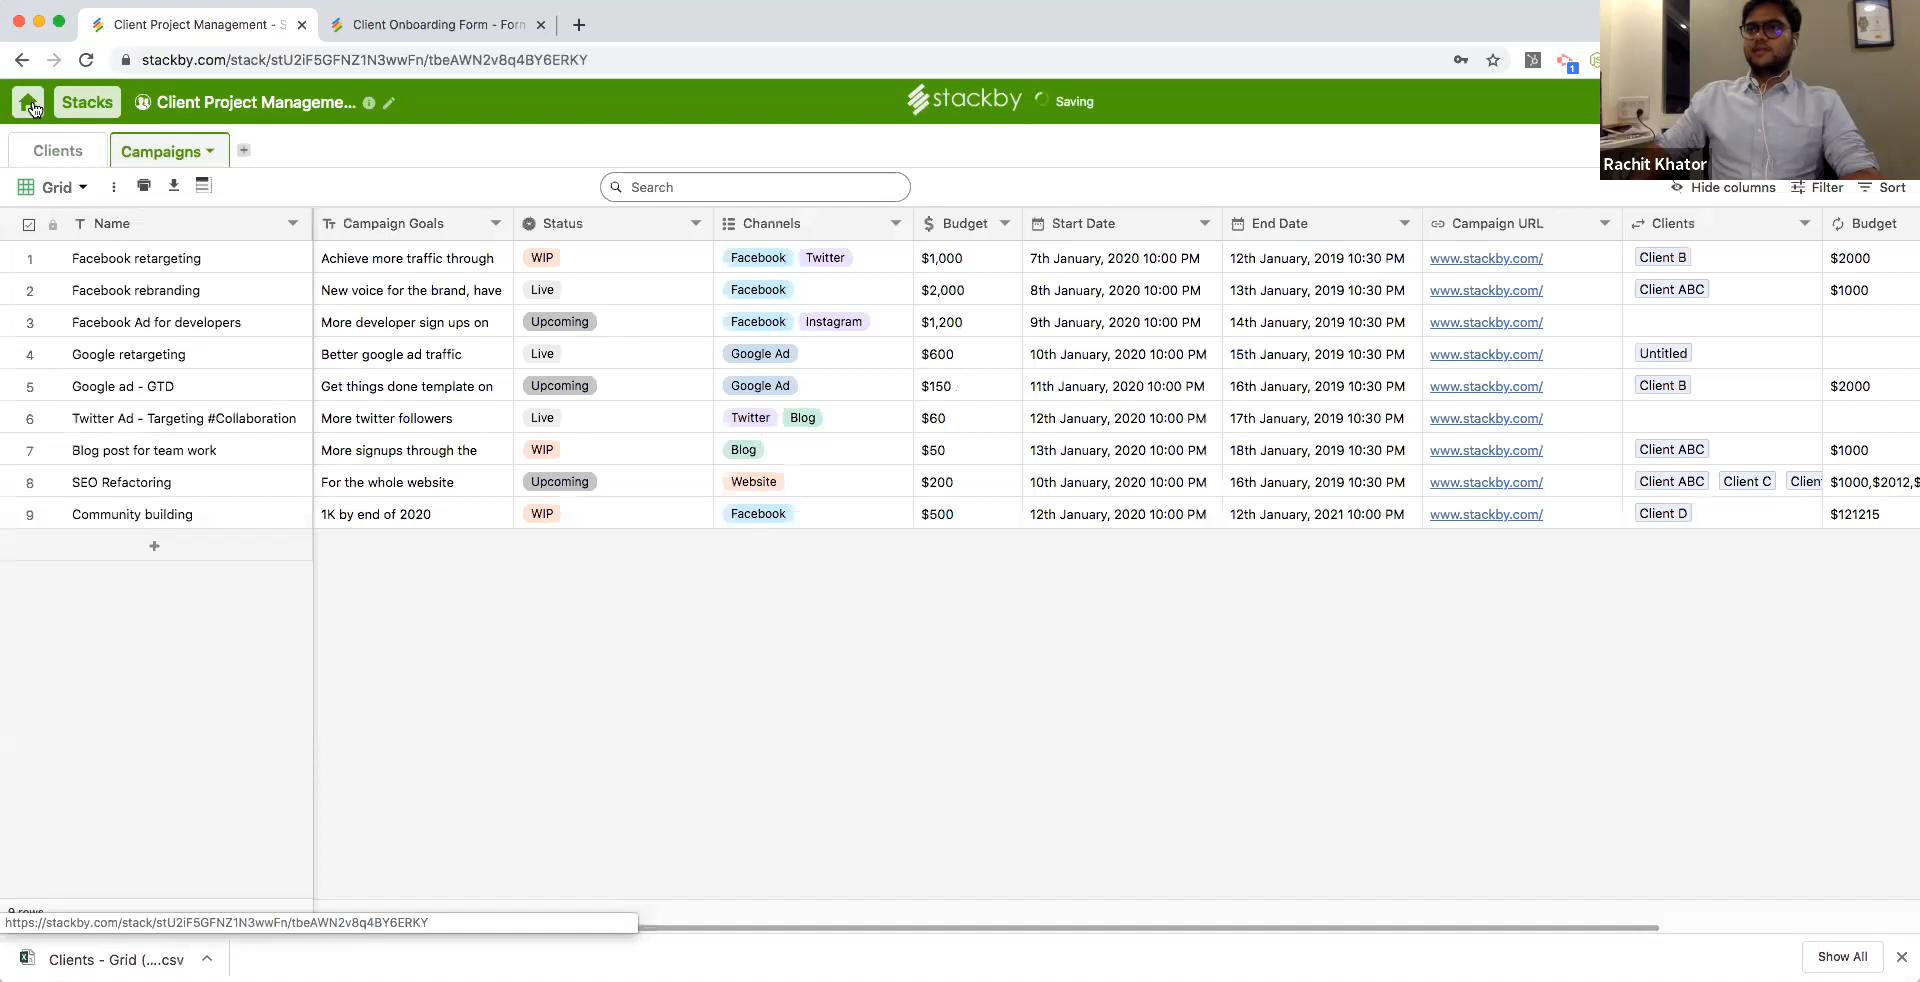 Client Project Management - S
Client Onboarding Form - Form
stackby.com/stack/stU2iF5GFNZ1N3wwFn/tbeAWN2v8q4BY6ERKY
1
Stacks
Client Project Manageme...
stackby
Saving
Rachit Khator
Clients
Campaigns
Grid
Search
Hide columns
Filter
Sort
Name Campaign Goals Status Channels Budget Start Date End Date Campaign URL Clients Budget
1 Facebook retargeting Achieve more traffic through WIP Facebook Twitter $1,000 7th January, 2020 10:00 PM 12th January, 2019 10:30 PM www.stackby.com/ Client B $2000
2 Facebook rebranding New voice for the brand, have Live Facebook $2,000 8th January, 2020 10:00 PM 13th January, 2019 10:30 PM www.stackby.com/ Client ABC $1000
3 Facebook Ad for developers More developer sign ups on Upcoming Facebook Instagram $1,200 9th January, 2020 10:00 PM 14th January, 2019 10:30 PM www.stackby.com/
4 Google retargeting Better google ad traffic Live Google Ad $600 10th January, 2020 10:00 PM 15th January, 2019 10:30 PM www.stackby.com/ Untitled
5 Google ad - GTD Get things done template on Upcoming Google Ad $150 11th January, 2020 10:00 PM 16th January, 2019 10:30 PM www.stackby.com/ Client B $2000
6 Twitter Ad - Targeting #Collaboration More twitter followers Live Twitter Blog $60 12th January, 2020 10:00 PM 17th January, 2019 10:30 PM www.stackby.com/
7 Blog post for team work More signups through the WIP Blog $50 13th January, 2020 10:00 PM 18th January, 2019 10:30 PM www.stackby.com/ Client ABC $1000
8 SEO Refactoring For the whole website Upcoming Website $200 10th January, 2020 10:00 PM 16th January, 2019 10:30 PM www.stackby.com/ Client ABC Client C Clien $1000,$2012,$
9 Community building 1K by end of 2020 WIP Facebook $500 12th January, 2020 10:00 PM 12th January, 2021 10:00 PM www.stackby.com/ Client D $121215
9 rows
https://stackby.com/stack/stU2iF5GFNZ1N3wwFn/tbeAWN2v8q4BY6ERKY
Clients - Grid (....csv
Show All